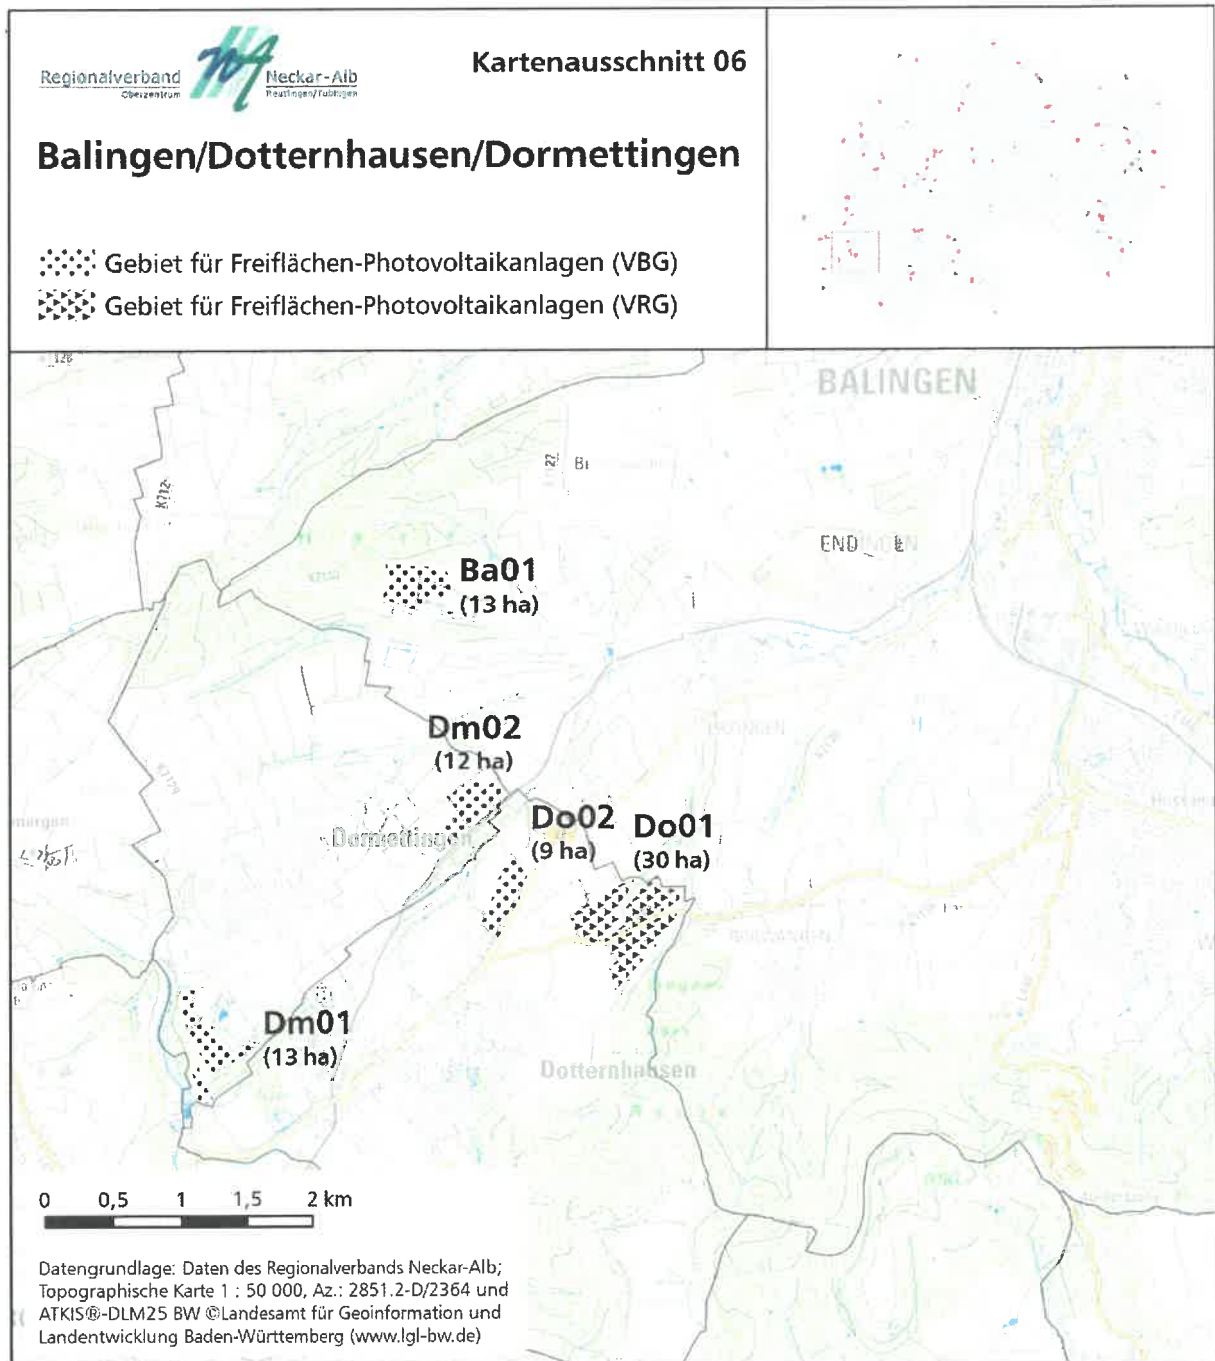 Regionalverband
Oberzentrum
Neckar-Alb
Reutlingen/Tübingen
Kartenausschnitt 06
Balingen/Dotternhausen/Dormettingen
Gebiet für Freiflächen-Photovoltaikanlagen (VBG)
Gebiet für Freiflächen-Photovoltaikanlagen (VRG)
BALINGEN
Ba01
(13 ha)
Dm02
(12 ha)
Dormettingen
Do02
(9 ha)
Do01
(30 ha)
Dm01
(13 ha)
Dotternhausen
0 0,5 1 1,5 2 km
Datengrundlage: Daten des Regionalverbands Neckar-Alb;
Topographische Karte 1 : 50 000, Az.: 2851.2-D/2364 und
ATKIS®-DLM25 BW ©Landesamt für Geoinformation und
Landentwicklung Baden-Württemberg (www.lgl-bw.de)